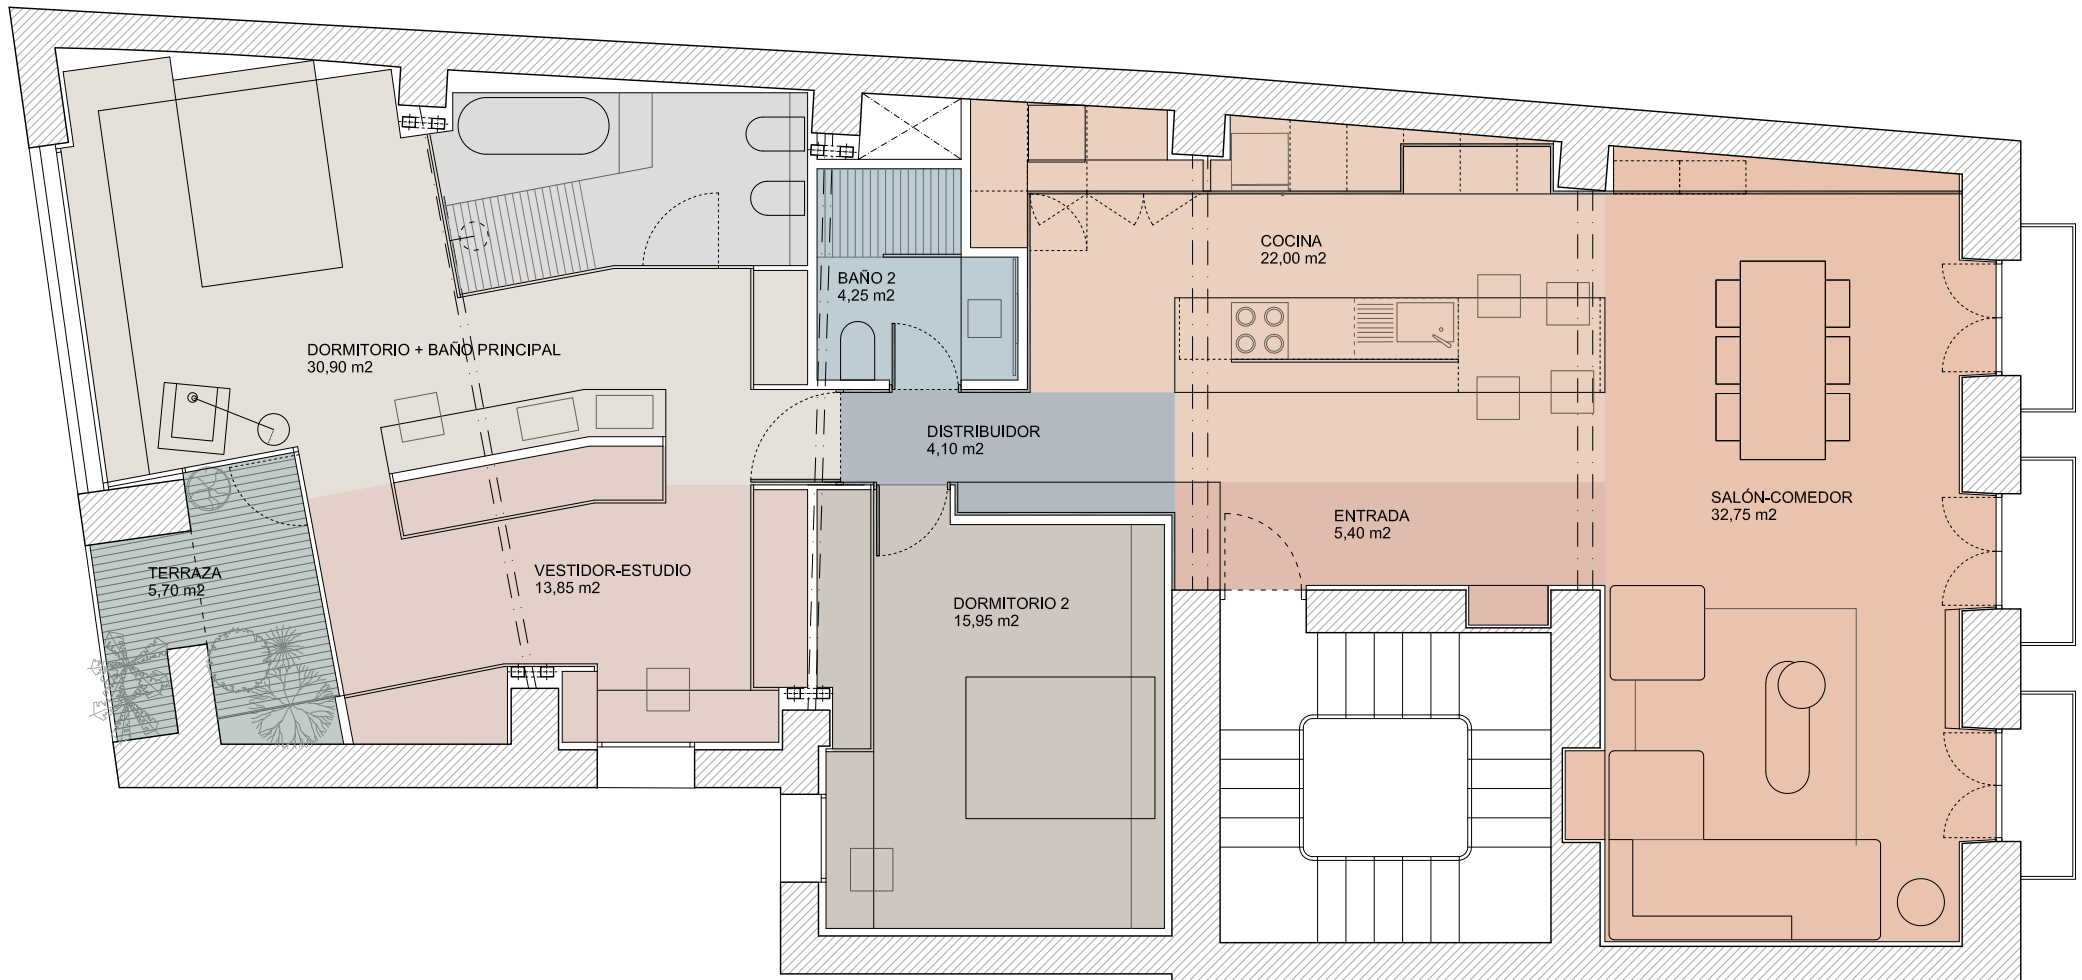 COCINA
22,00 m2
BAÑO 2
4,25 m2
DORMITORIO + BAÑO PRINCIPAL
30,90 m2
DISTRIBUIDOR
4,10 m2
SALÓN-COMEDOR
32,75 m2
ENTRADA
5,40 m2
TERRAZA
5,70 m2
VESTIDOR-ESTUDIO
13,85 m2
DORMITORIO 2
15,95 m2